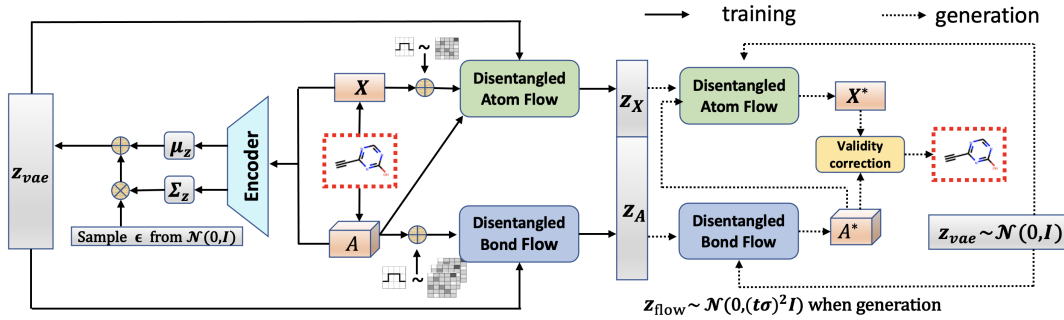 training
generation
z_vae
μ_z
Σ_z
Sample ϵ from 𝒩(0,I)
Encoder
X
A
~
~
Disentangled
Atom Flow
Disentangled
Bond Flow
z_X
z_A
Disentangled
Atom Flow
Disentangled
Bond Flow
X*
Validity
correction
A*
z_vae~𝒩(0,I)
z_flow~ 𝒩(0,(tσ)²I) when generation